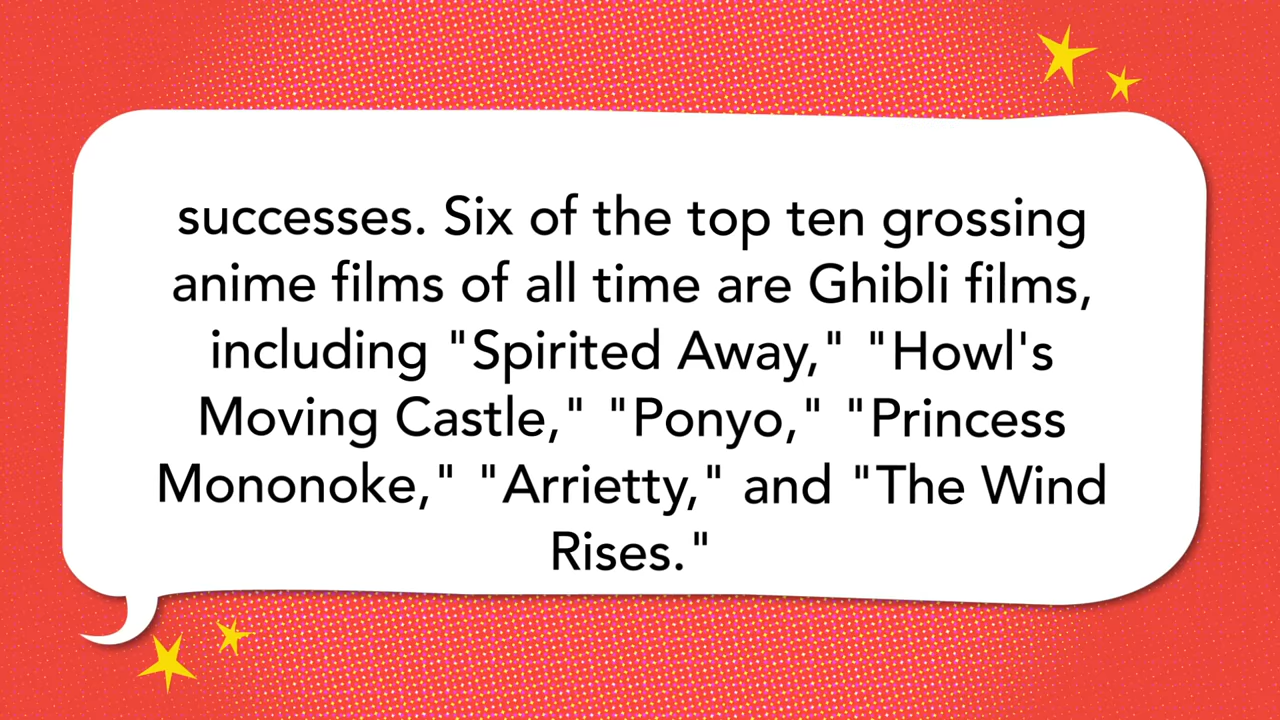 successes. Six of the top ten grossing
anime films of all time are Ghibli films,
including "Spirited Away," "Howl's
Moving Castle," "Ponyo," "Princess
Mononoke," "Arrietty," and "The Wind
Rises."